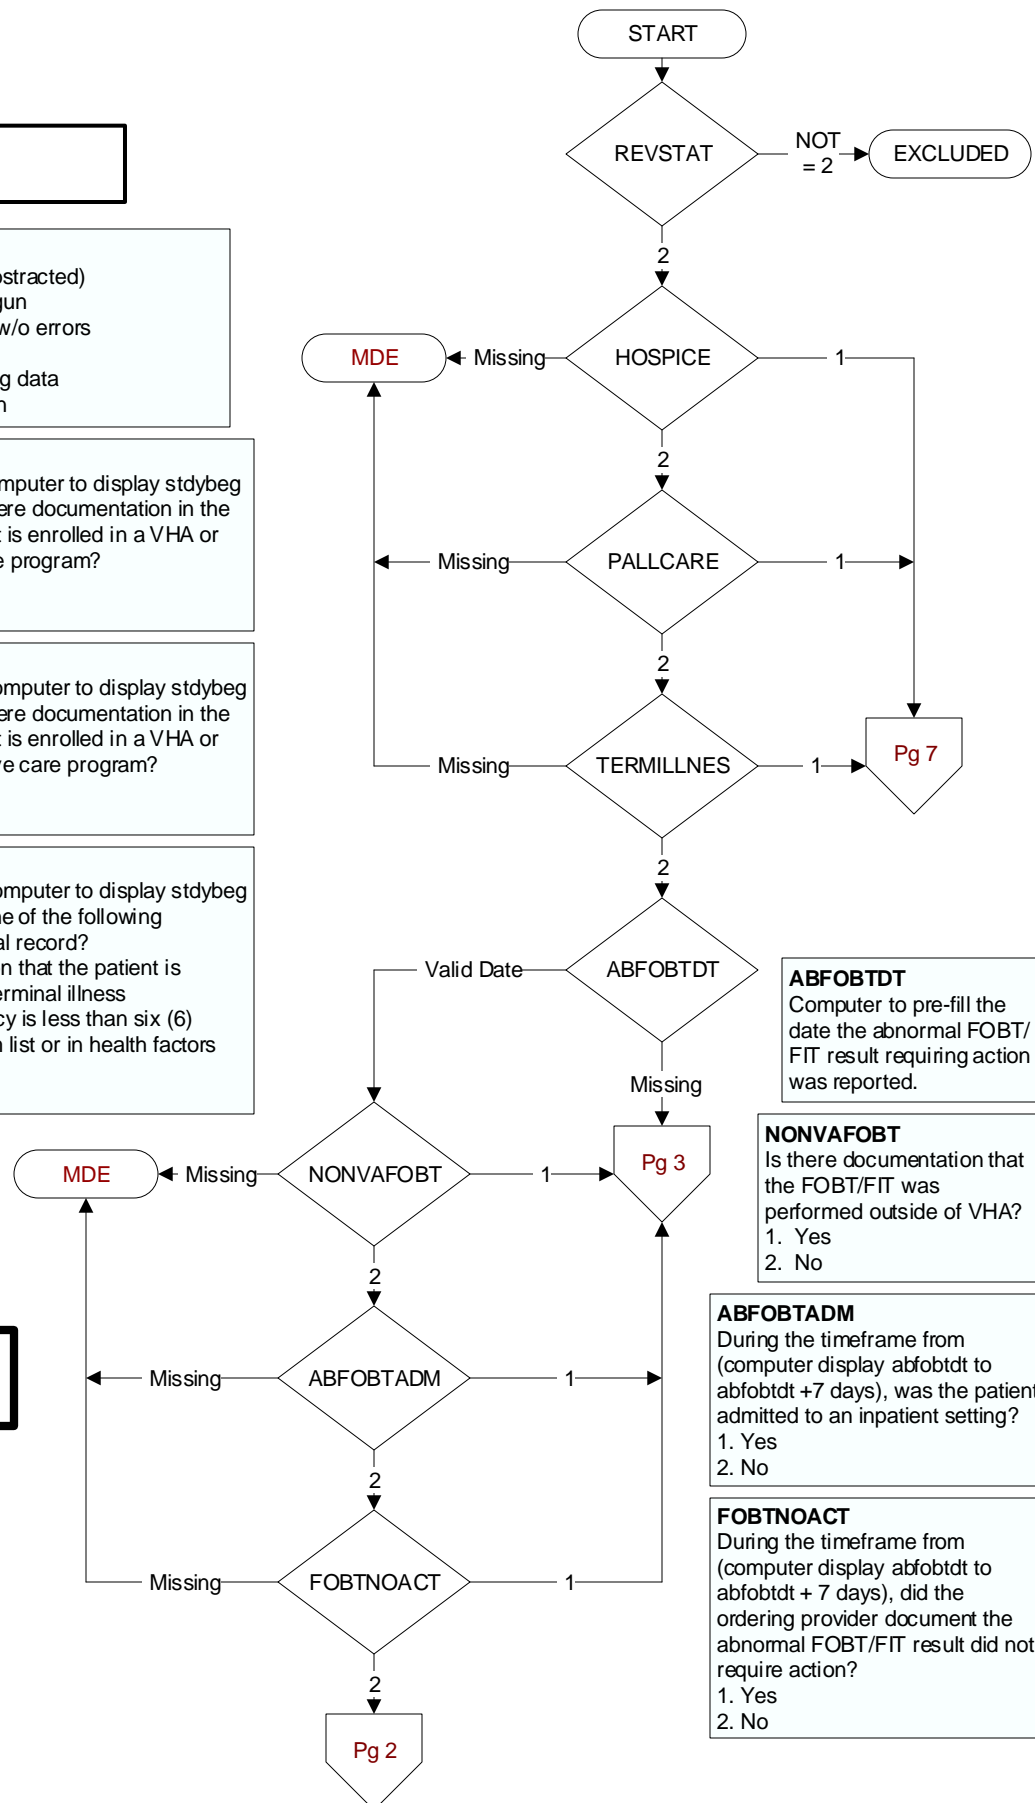 START
REVSTAT
NOT
= 2
EXCLUDED
2
HOSPICE
Missing
MDE
1
2
PALLCARE
Missing
1
2
TERMILLNES
Missing
1
Pg 7
2
ABFOBTDT
Valid Date
Missing
Pg 3
NONVAFOBT
Missing
MDE
1
2
ABFOBTADM
Missing
1
2
FOBTNOACT
Missing
1
2
Pg 2
gun
w/o errors
g data
mputer to display stdybeg
ere documentation in the
t is enrolled in a VHA or
e program?
omputer to display stdybeg
ere documentation in the
t is enrolled in a VHA or
ve care program?
omputer to display stdybeg
ne of the following
al record?
n that the patient is
erminal illness
cy is less than six (6)
n list or in health factors
ABFOBTDT
Computer to pre-fill the
date the abnormal FOBT/
FIT result requiring action
was reported.
NONVAFOBT
Is there documentation that
the FOBT/FIT was
performed outside of VHA?
1. Yes
2. No
ABFOBTADM
During the timeframe from
(computer display abfobtdt to
abfobtdt +7 days), was the patient
admitted to an inpatient setting?
1. Yes
2. No
FOBTNOACT
During the timeframe from
(computer display abfobtdt to
abfobtdt + 7 days), did the
ordering provider document the
abnormal FOBT/FIT result did not
require action?
1. Yes
2. No